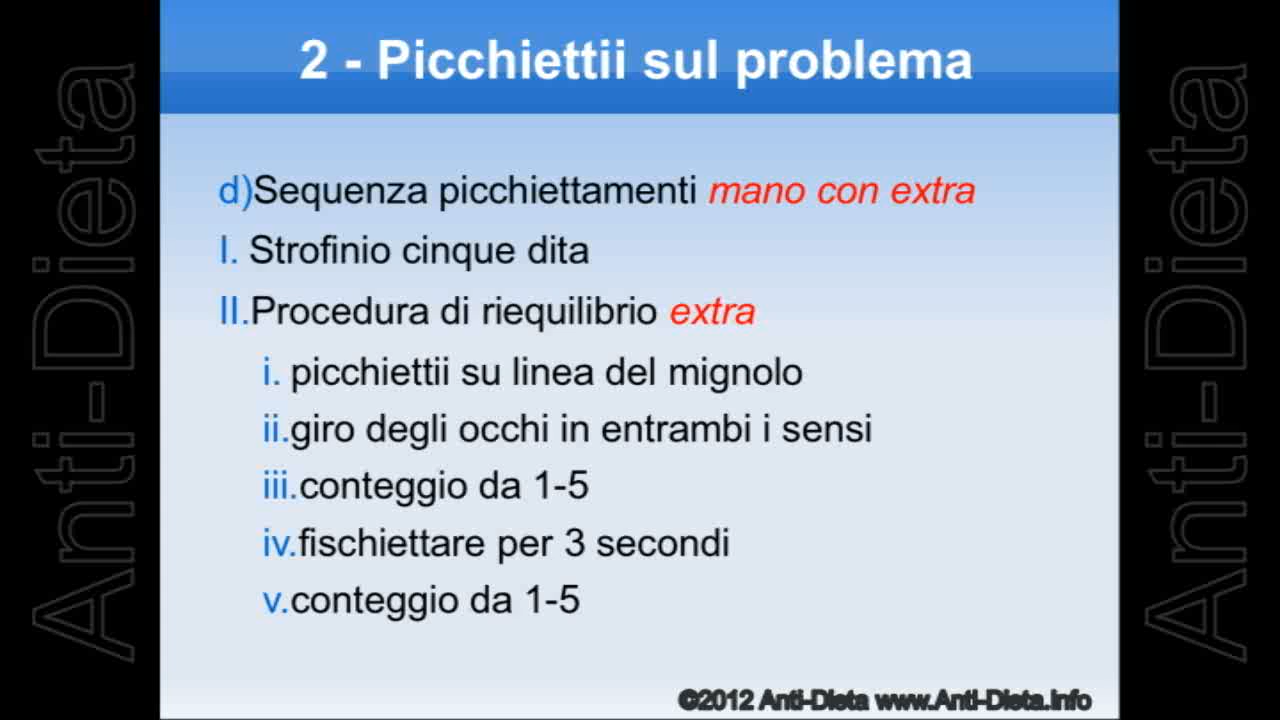 2 - Picchiettii sul problema
d)Sequenza picchiettamenti mano con extra
I. Strofinio cinque dita
II.Procedura di riequilibrio extra
i. picchiettii su linea del mignolo
ii.giro degli occhi in entrambi i sensi
iii.conteggio da 1-5
iv.fischiettare per 3 secondi
v.conteggio da 1-5
©2012 Anti-Dieta www.Anti-Dieta.info
Anti-Dieta
Anti-Dieta